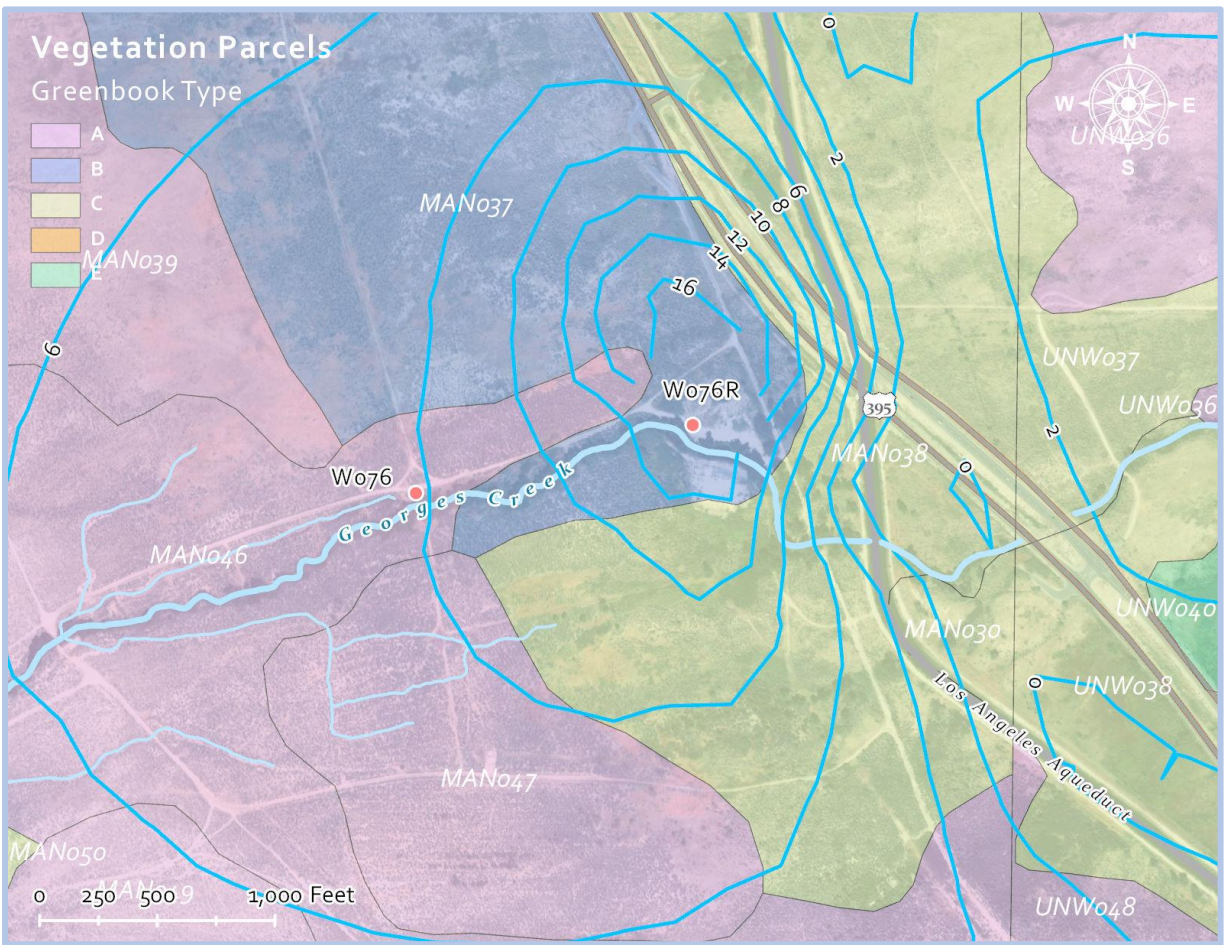 Vegetation Parcels
Greenbook Type
A
B
C
D
E
N
W E
S
0
2
6
8
10
12
14
16
6
2
0
0
UNW036
MAN037
MAN039
UNW037
UNW036
W076R
395
MAN038
W076
Georges Creek
MAN046
UNW040
MAN030
UNW038
Los Angeles Aqueduct
MAN047
MAN050
UNW048
0 250 500 1,000 Feet